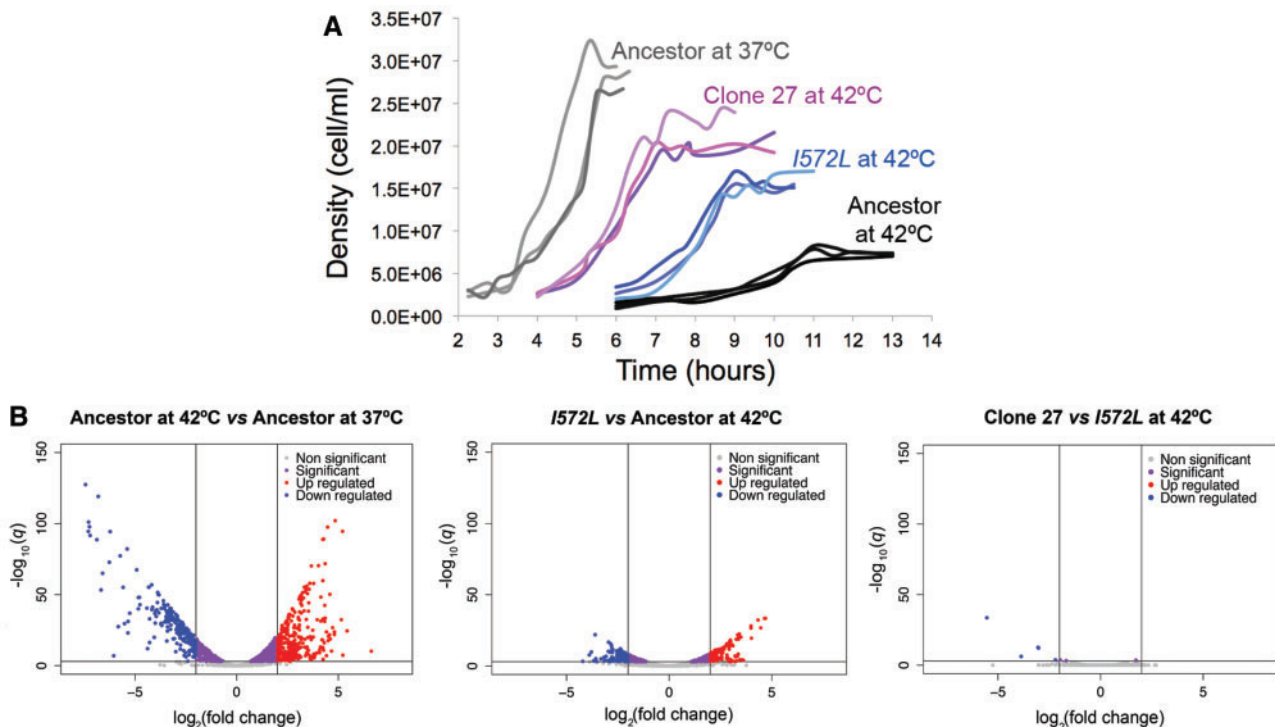 A
3.5E+07
3.0E+07
2.5E+07
2.0E+07
1.5E+07
1.0E+07
5.0E+06
0.0E+00
Density (cell/ml)
Ancestor at 37ºC
Clone 27 at 42ºC
I572L at 42ºC
Ancestor
at 42ºC
2 3 4 5 6 7 8 9 10 11 12 13 14
Time (hours)
B
Ancestor at 42ºC vs Ancestor at 37ºC
150
100
50
0
-log10(q)
Non significant
Significant
Up regulated
Down regulated
−5 0 5
log2(fold change)
I572L vs Ancestor at 42ºC
150
100
50
0
-log10(q)
Non significant
Significant
Up regulated
Down regulated
−5 0 5
log2(fold change)
Clone 27 vs I572L at 42ºC
150
100
50
0
-log10(q)
Non significant
Significant
Up regulated
Down regulated
−5 0 5
log2(fold change)